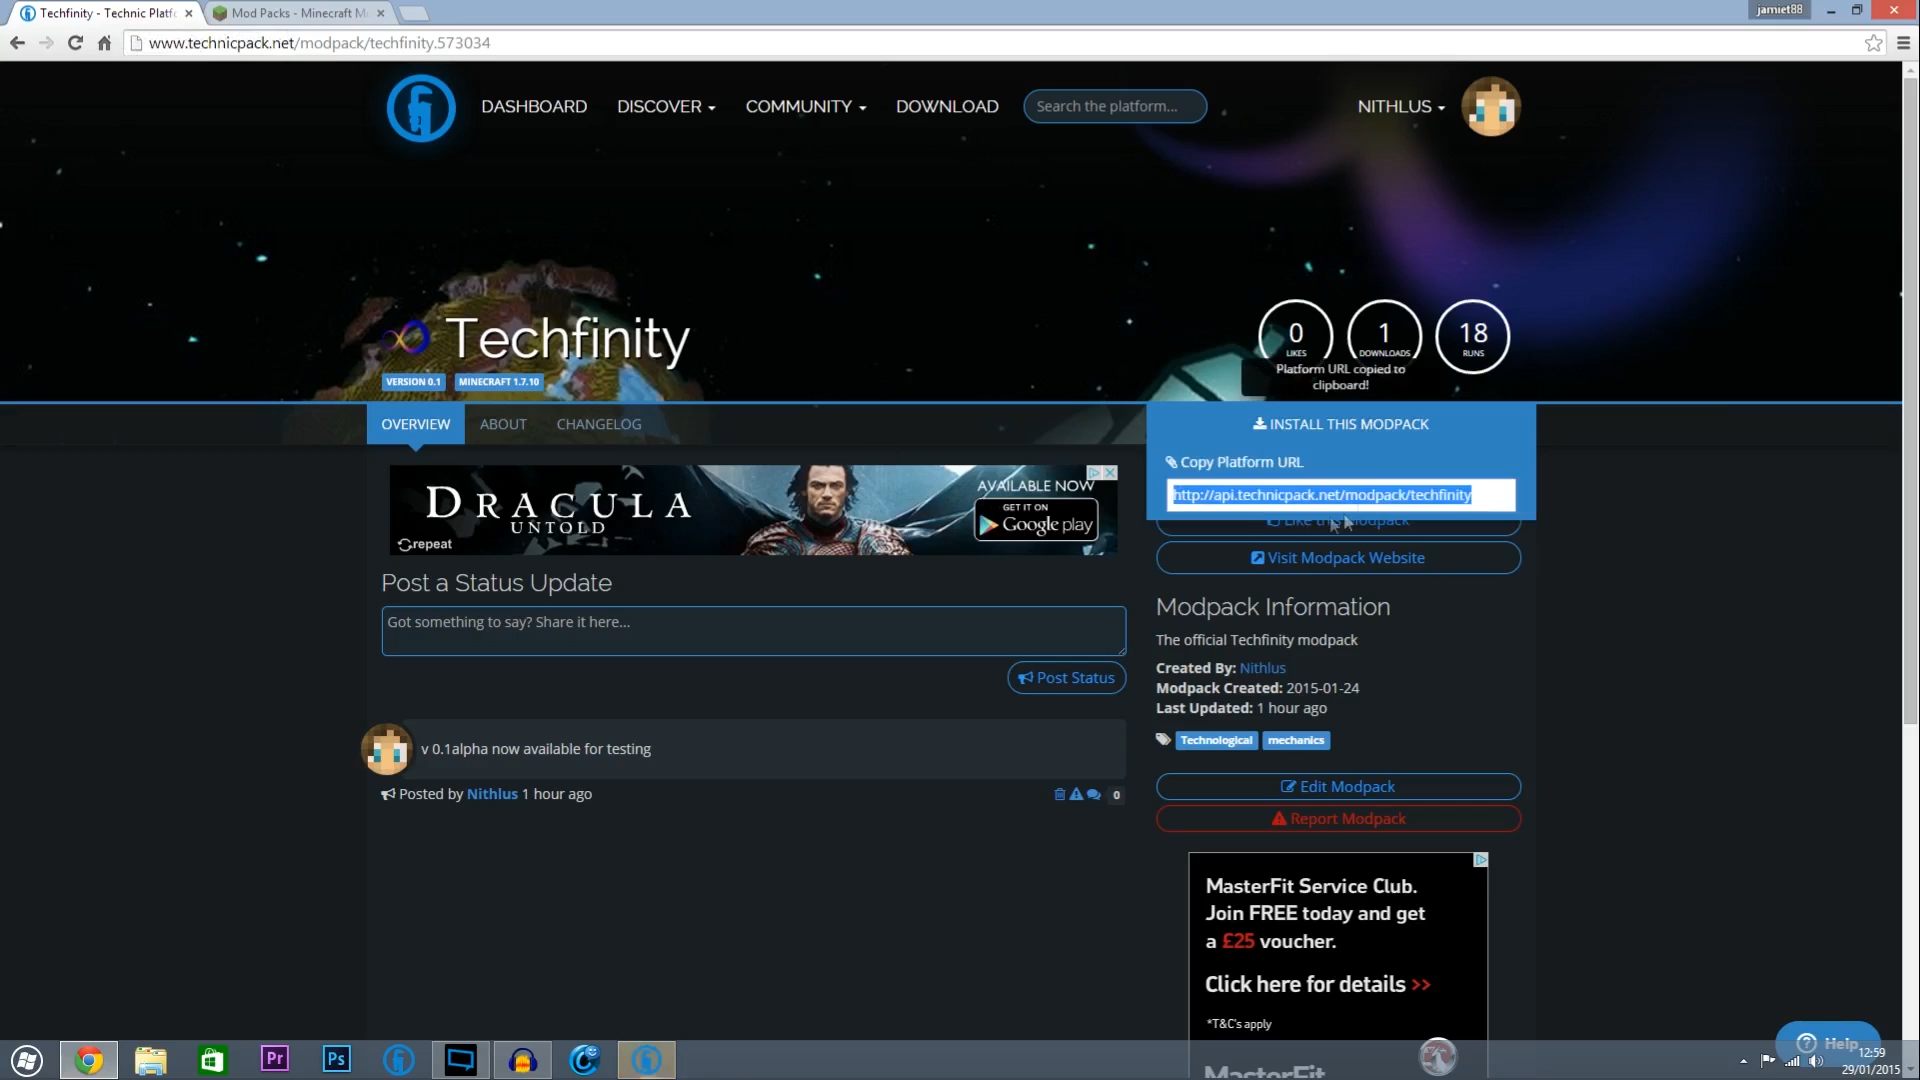 Techfinity - Technic Platfo
Mod Packs - Minecraft M
jamiet88
www.technicpack.net/modpack/techfinity.573034
DASHBOARD
DISCOVER
COMMUNITY
DOWNLOAD
Search the platform...
NITHLUS
Techfinity
VERSION 0.1
MINECRAFT 1.7.10
0
LIKES
1
DOWNLOADS
18
RUNS
Platform URL copied to
clipboard!
OVERVIEW
ABOUT
CHANGELOG
INSTALL THIS MODPACK
Copy Platform URL
http://api.technicpack.net/modpack/techfinity
Like this Modpack
Visit Modpack Website
DRACULA
UNTOLD
repeat
AVAILABLE NOW
GET IT ON
Google play
Post a Status Update
Got something to say? Share it here...
Post Status
v 0.1alpha now available for testing
Posted by Nithlus 1 hour ago
0
Modpack Information
The official Techfinity modpack
Created By: Nithlus
Modpack Created: 2015-01-24
Last Updated: 1 hour ago
Technological
mechanics
Edit Modpack
Report Modpack
MasterFit Service Club.
Join FREE today and get
a £25 voucher.
Click here for details >>
*T&C's apply
MasterFit
Help
Pr
Ps
12:59
29/01/2015